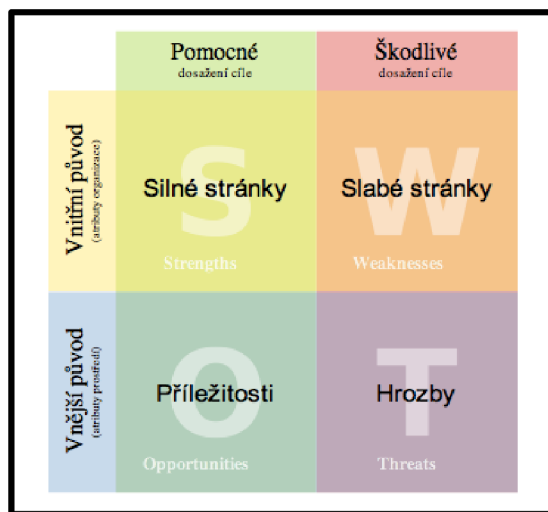 Pomocné
dosažení cíle
Škodlivé
dosažení cíle
Vnitřní původ
(atributy organizace)
S
Silné stránky
Strengths
W
Slabé stránky
Weaknesses
Vnější původ
(atributy prostředí)
O
Příležitosti
Opportunities
T
Hrozby
Threats